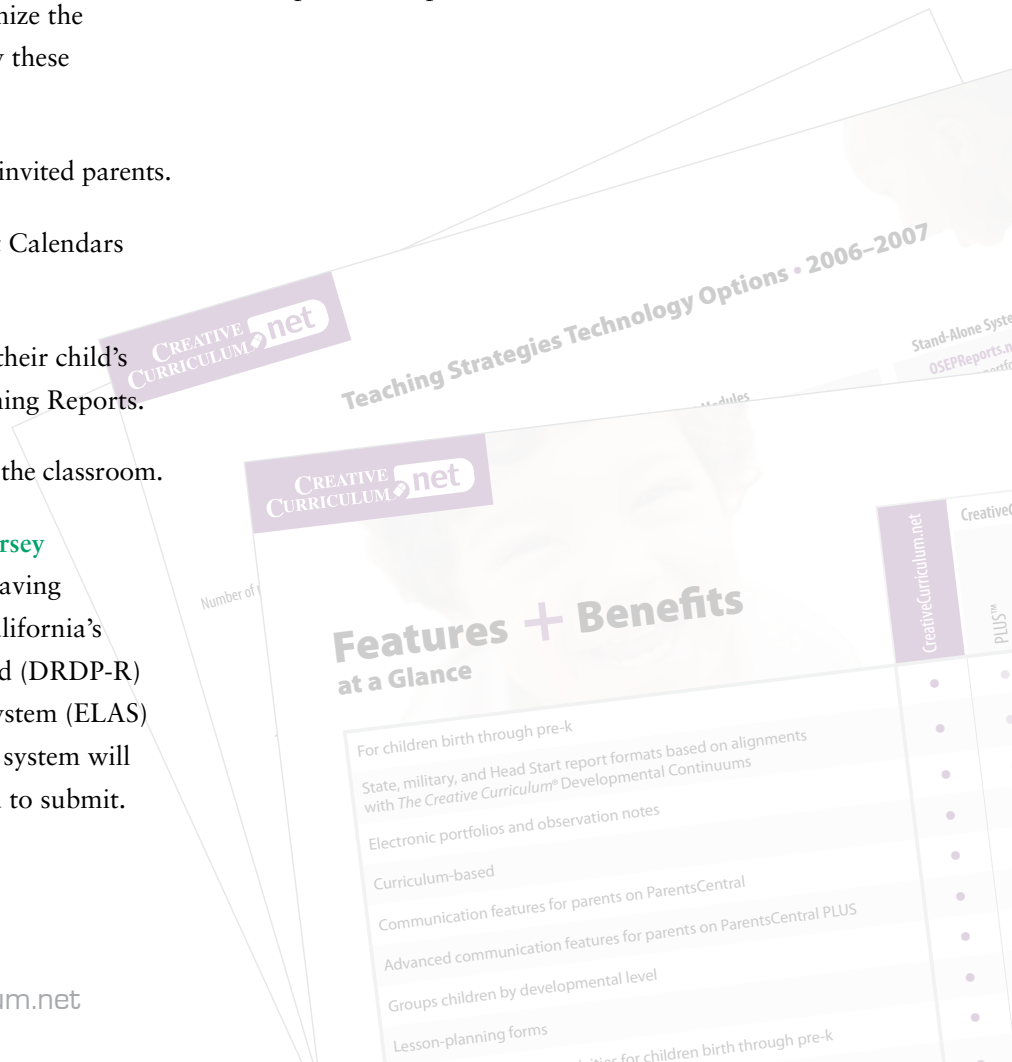 nize the
these
invited parents.
Calendars
their child's
ning Reports.
the classroom.
rsey
aving
lifornia's
d (DRDP-R)
ystem (ELAS)
system will
to submit.
um.net
CREATIVE
CURRICULUM net
Teaching Strategies Technology Options • 2006–2007
Stand-Alone Syste
OSEPReports.n
Modules
Number of
CREATIVE
CURRICULUM net
Features + Benefits
at a Glance
CreativeCurriculum.net
CreativeC
PLUS™
For children birth through pre-k
State, military, and Head Start report formats based on alignments
with The Creative Curriculum® Developmental Continuums
Electronic portfolios and observation notes
Curriculum-based
Communication features for parents on ParentsCentral
Advanced communication features for parents on ParentsCentral PLUS
Groups children by developmental level
Lesson-planning forms
for children birth through pre-k